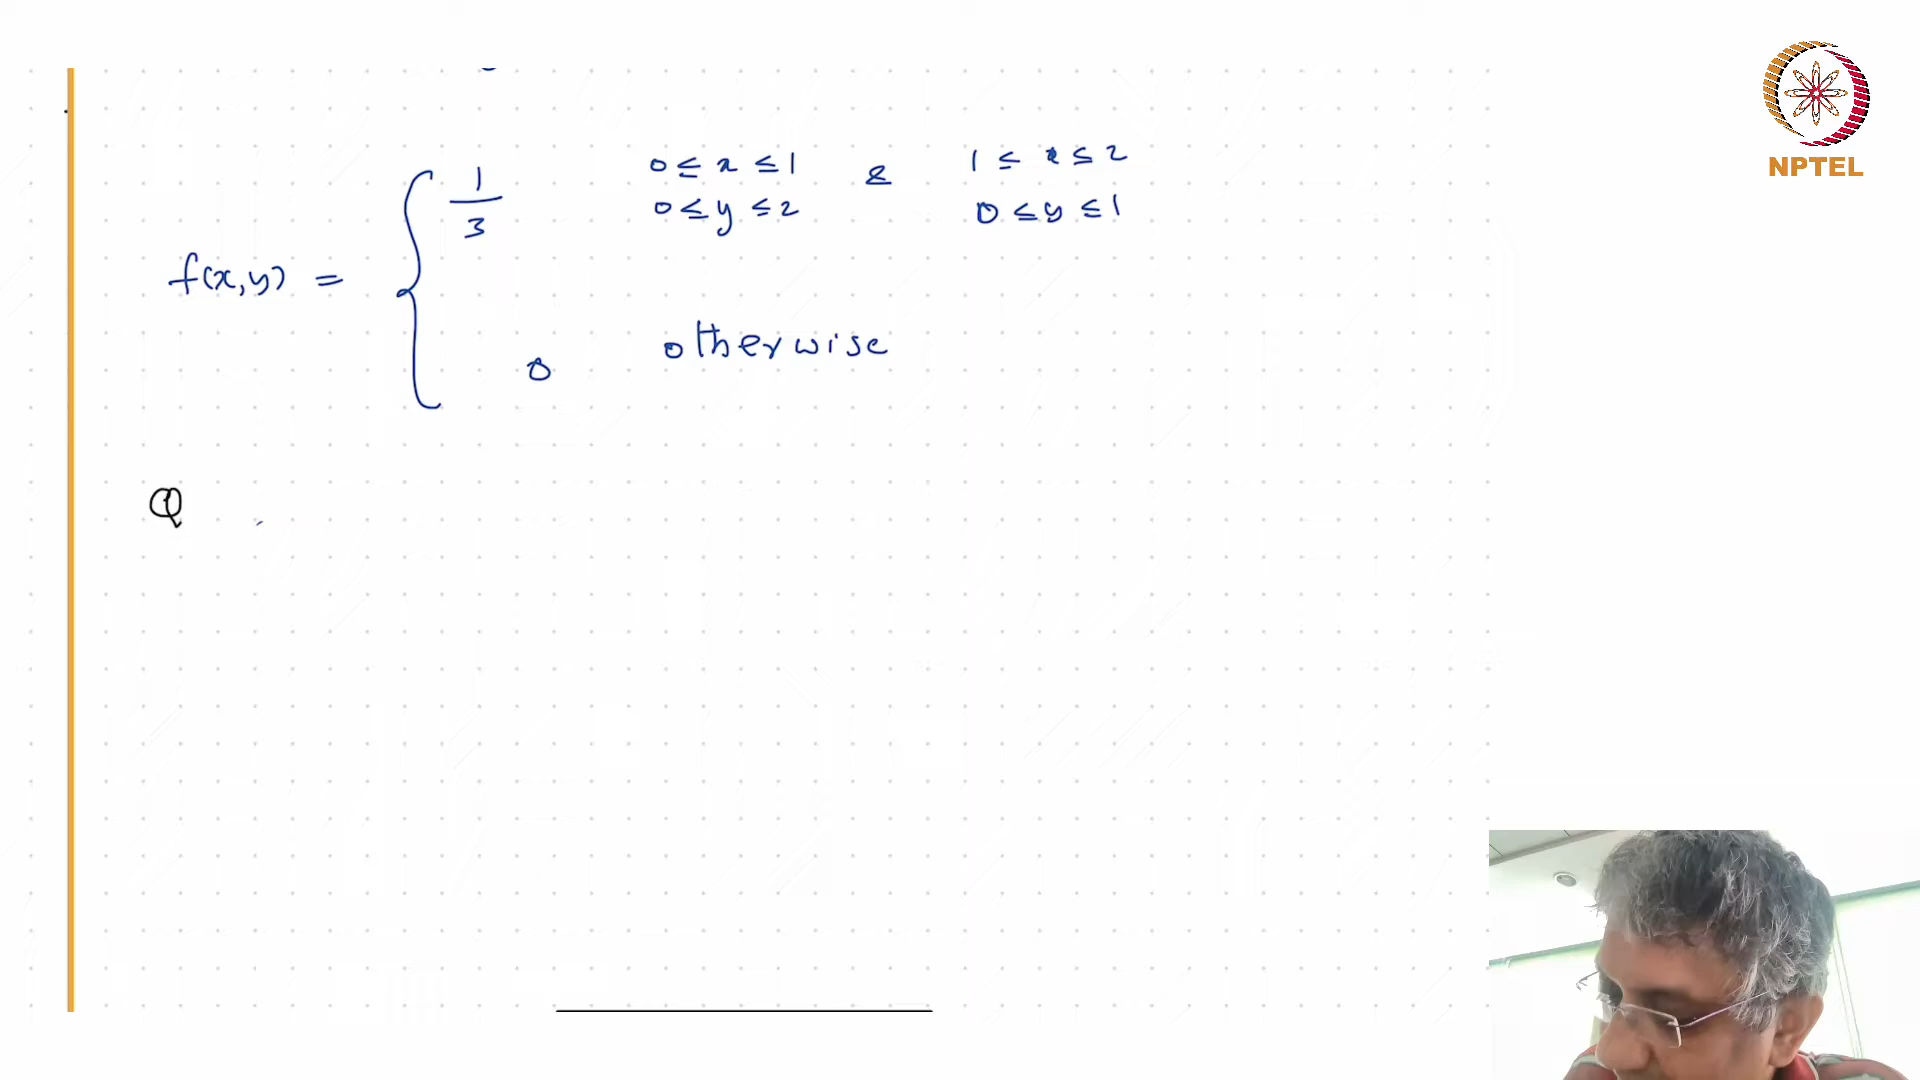 NPTEL
1/3 0 ≤ x ≤ 1 & 1 ≤ x ≤ 2
0 ≤ y ≤ 2 0 ≤ y ≤ 1
f(x,y) =
0 otherwise
Q